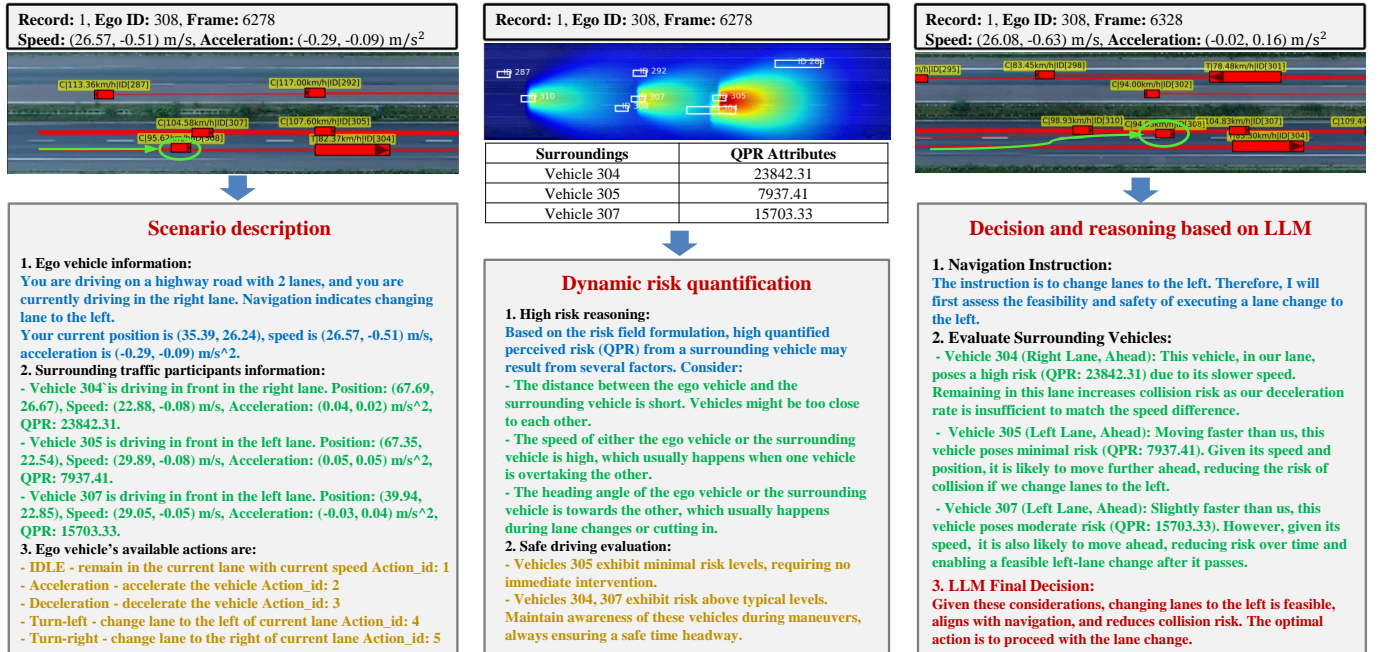 Record: 1, Ego ID: 308, Frame: 6278
Speed: (26.57, -0.51) m/s, Acceleration: (-0.29, -0.09) m/s²
C|113.36km/h|ID[287]
C|117.00km/h|ID[292]
C|104.58km/h|ID[307]
C|107.60km/h|ID[305]
T|82.37km/h|ID[304]
Scenario description
1. Ego vehicle information:
You are driving on a highway road with 2 lanes, and you are
currently driving in the right lane. Navigation indicates changing
lane to the left.
Your current position is (35.39, 26.24), speed is (26.57, -0.51) m/s,
acceleration is (-0.29, -0.09) m/s^2.
2. Surrounding traffic participants information:
- Vehicle 304`is driving in front in the right lane. Position: (67.69,
26.67), Speed: (22.88, -0.08) m/s, Acceleration: (0.04, 0.02) m/s^2,
QPR: 23842.31.
- Vehicle 305 is driving in front in the left lane. Position: (67.35,
22.54), Speed: (29.89, -0.08) m/s, Acceleration: (0.05, 0.05) m/s^2,
QPR: 7937.41.
- Vehicle 307 is driving in front in the left lane. Position: (39.94,
22.85), Speed: (29.05, -0.05) m/s, Acceleration: (-0.03, 0.04) m/s^2,
QPR: 15703.33.
3. Ego vehicle’s available actions are:
- IDLE - remain in the current lane with current speed Action_id: 1
- Acceleration - accelerate the vehicle Action_id: 2
- Deceleration - decelerate the vehicle Action_id: 3
- Turn-left - change lane to the left of current lane Action_id: 4
- Turn-right - change lane to the right of current lane Action_id: 5
Record: 1, Ego ID: 308, Frame: 6278
ID 287
ID 292
ID 288
310
307
ID 305
Surroundings QPR Attributes
Vehicle 304 23842.31
Vehicle 305 7937.41
Vehicle 307 15703.33
Dynamic risk quantification
1. High risk reasoning:
Based on the risk field formulation, high quantified
perceived risk (QPR) from a surrounding vehicle may
result from several factors. Consider:
- The distance between the ego vehicle and the
surrounding vehicle is short. Vehicles might be too close
to each other.
- The speed of either the ego vehicle or the surrounding
vehicle is high, which usually happens when one vehicle
is overtaking the other.
- The heading angle of the ego vehicle or the surrounding
vehicle is towards the other, which usually happens
during lane changes or cutting in.
2. Safe driving evaluation:
- Vehicles 305 exhibit minimal risk levels, requiring no
immediate intervention.
- Vehicles 304, 307 exhibit risk above typical levels.
Maintain awareness of these vehicles during maneuvers,
always ensuring a safe time headway.
Record: 1, Ego ID: 308, Frame: 6328
Speed: (26.08, -0.63) m/s, Acceleration: (-0.02, 0.16) m/s²
km/h|ID[295]
C|83.45km/h|ID[298]
T|78.48km/h|ID[301]
C|94.00km/h|ID[302]
C|98.93km/h|ID[310]
104.83km/h|ID[307]
C|109.44
Decision and reasoning based on LLM
1. Navigation Instruction:
The instruction is to change lanes to the left. Therefore, I will
first assess the feasibility and safety of executing a lane change to
the left.
2. Evaluate Surrounding Vehicles:
- Vehicle 304 (Right Lane, Ahead): This vehicle, in our lane,
poses a high risk (QPR: 23842.31) due to its slower speed.
Remaining in this lane increases collision risk as our deceleration
rate is insufficient to match the speed difference.
- Vehicle 305 (Left Lane, Ahead): Moving faster than us, this
vehicle poses minimal risk (QPR: 7937.41). Given its speed and
position, it is likely to move further ahead, reducing the risk of
collision if we change lanes to the left.
- Vehicle 307 (Left Lane, Ahead): Slightly faster than us, this
vehicle poses moderate risk (QPR: 15703.33). However, given its
speed, it is also likely to move ahead, reducing risk over time and
enabling a feasible left-lane change after it passes.
3. LLM Final Decision:
Given these considerations, changing lanes to the left is feasible,
aligns with navigation, and reduces collision risk. The optimal
action is to proceed with the lane change.